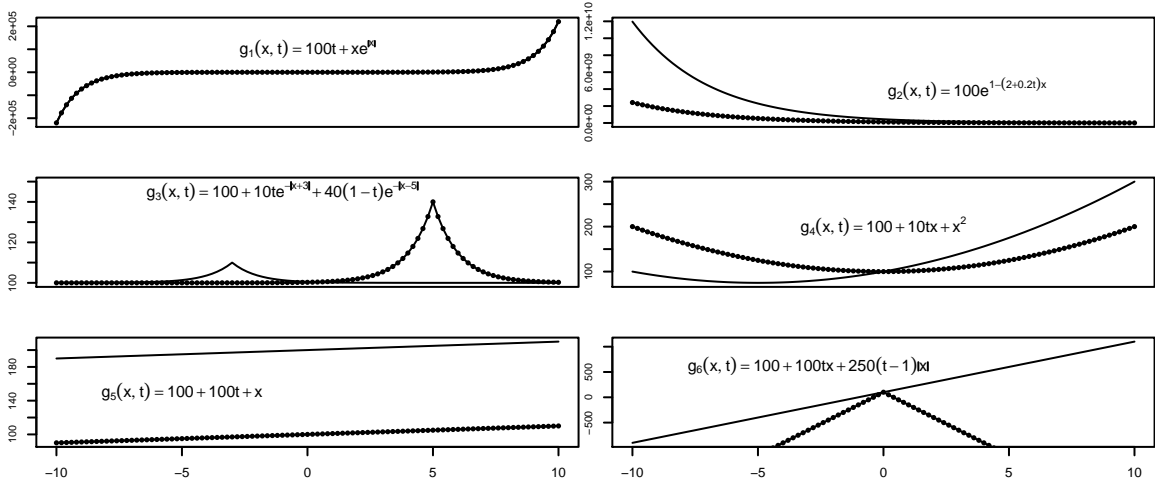 −2e+05 0e+00 2e+05
g₁(x, t) = 100t + xe^|x|
0.0e+00 6.0e+09 1.2e+10
g₂(x, t) = 100e^1−(2+0.2t)x
100 120 140
g₃(x, t) = 100 + 10te^−|x+3| + 40(1−t)e^−|x−5|
100 200 300
g₄(x, t) = 100 + 10tx + x²
100 140 180
g₅(x, t) = 100 + 100t + x
−500 0 500
g₆(x, t) = 100 + 100tx + 250(t−1)|x|
−10 −5 0 5 10
−10 −5 0 5 10